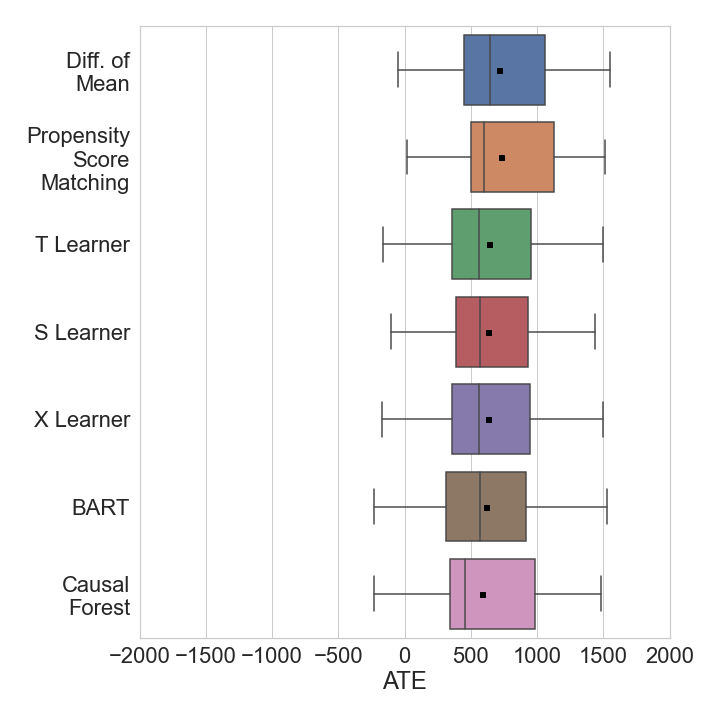 Diff. of
Mean
Propensity
Score
Matching
T Learner
S Learner
X Learner
BART
Causal
Forest
−2000 −1500 −1000 −500 0 500 1000 1500 2000
ATE